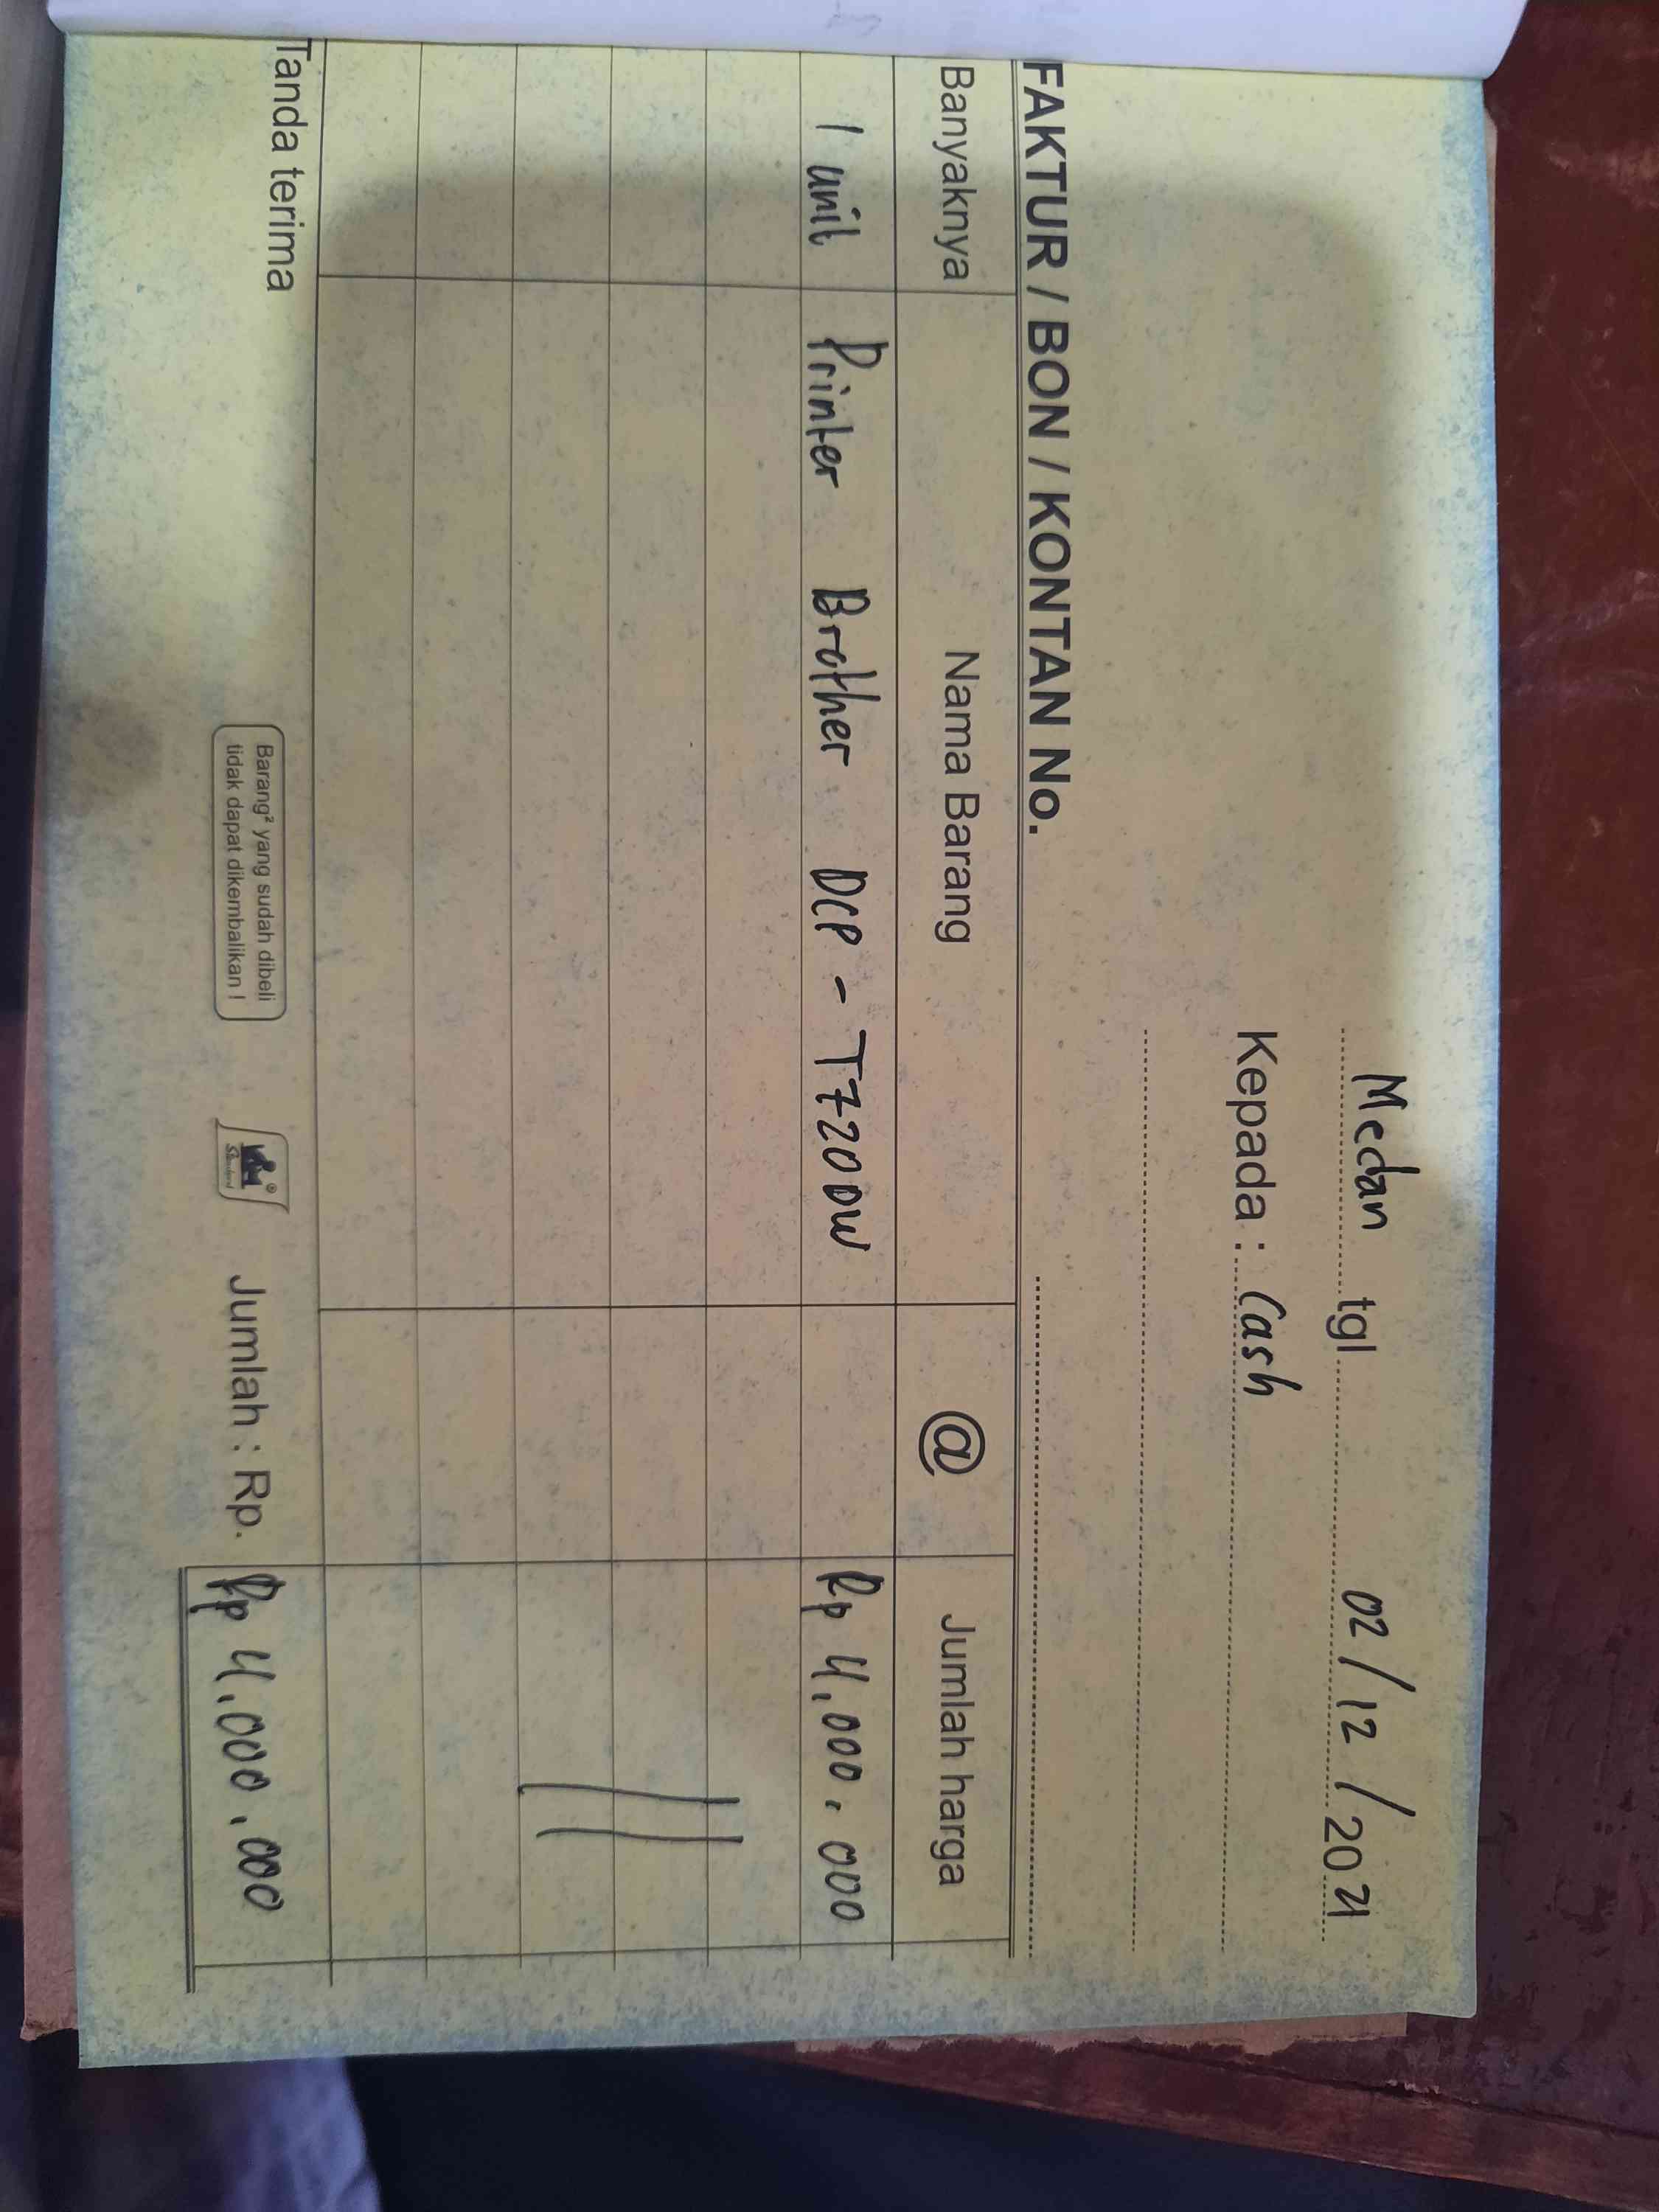 Medan tgl. 02 / 12 / 2021
Kepada : Cash
FAKTUR / BON / KONTAN No.
Banyaknya Nama Barang @ Jumlah harga
1 unit Printer Brother DCP - T720DW Rp 4.000.000
Tanda terima
Barang² yang sudah dibeli
tidak dapat dikembalikan !
Jumlah : Rp. Rp 4.000.000